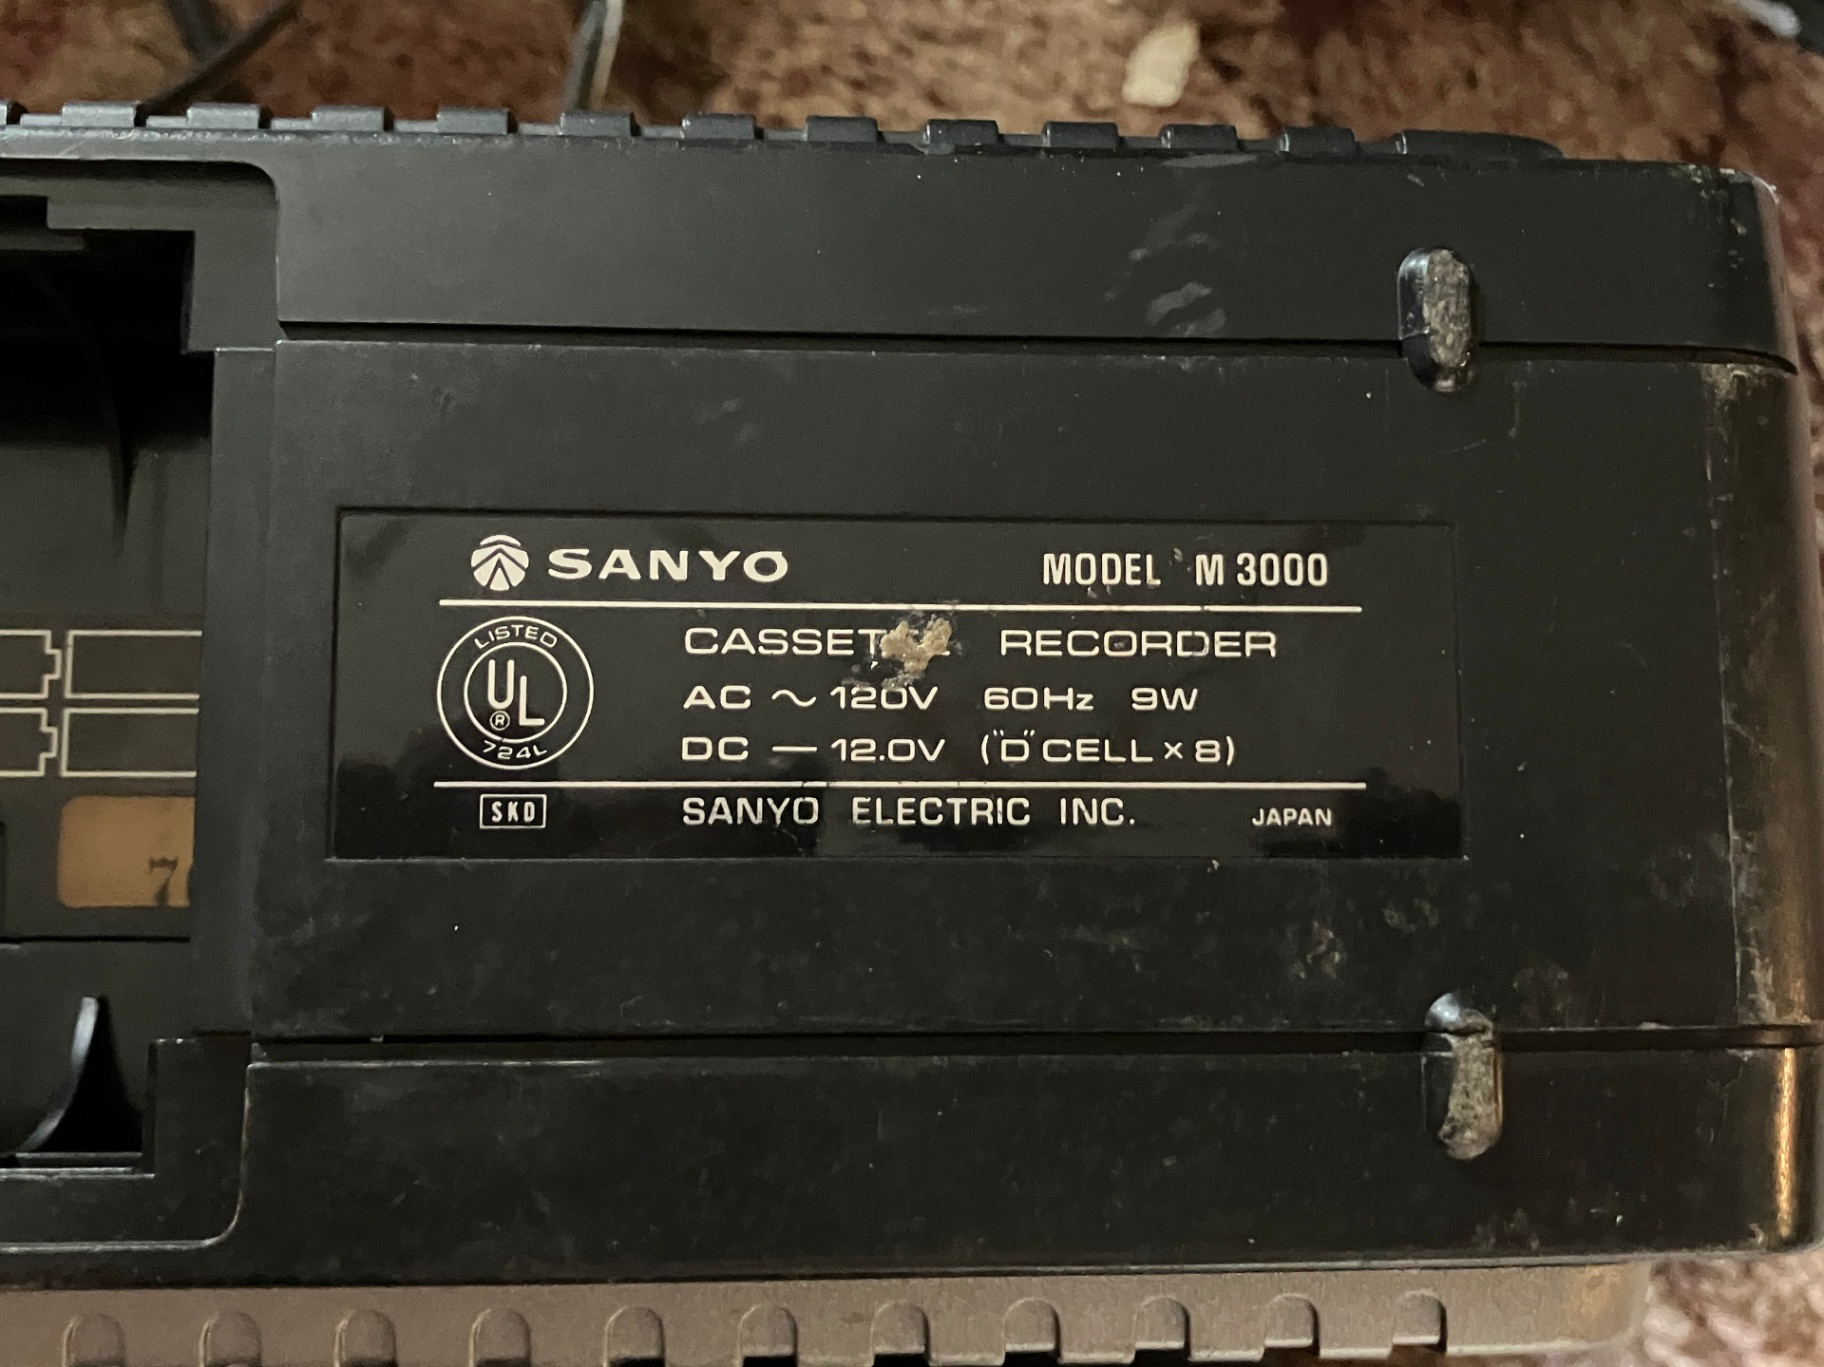 SANYO MODEL M 3000
LISTED
UL
®
724L
RECORDER
AC ~ 120V 60Hz 9W
DC — 12.0V ("D" CELL × 8)
SKD SANYO ELECTRIC INC. JAPAN